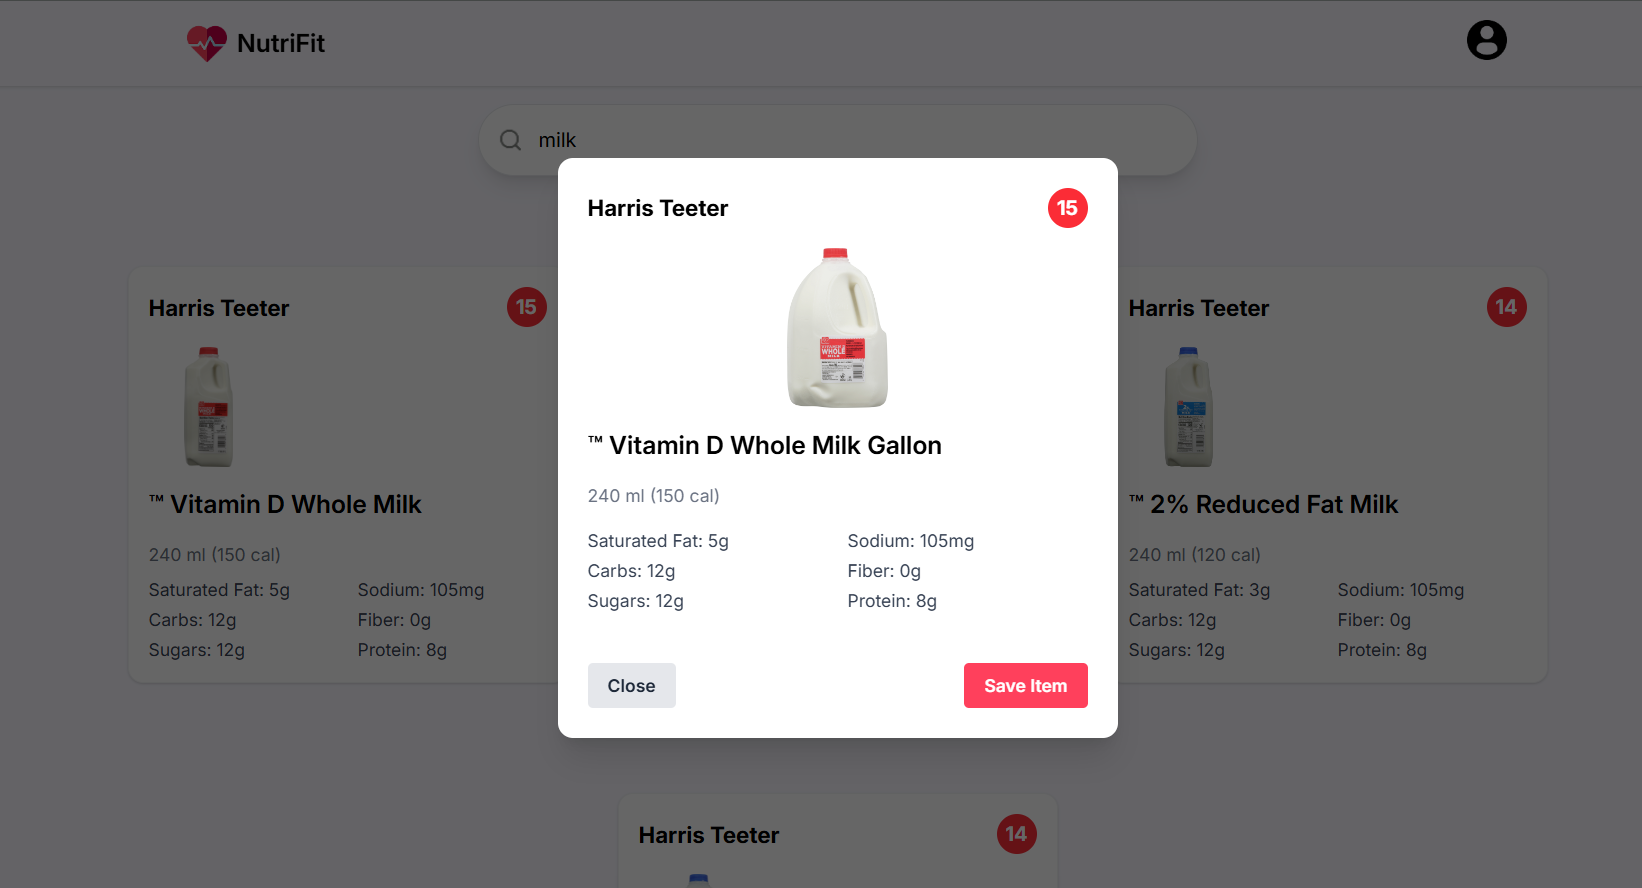 NutriFit
milk
Harris Teeter 15
™ Vitamin D Whole Milk Gallon
240 ml (150 cal)
Saturated Fat: 5g Sodium: 105mg
Carbs: 12g Fiber: 0g
Sugars: 12g Protein: 8g
Close Save Item
Harris Teeter 15
™ Vitamin D Whole Milk
240 ml (150 cal)
Saturated Fat: 5g Sodium: 105mg
Carbs: 12g Fiber: 0g
Sugars: 12g Protein: 8g
Harris Teeter 14
™ 2% Reduced Fat Milk
240 ml (120 cal)
Saturated Fat: 3g Sodium: 105mg
Carbs: 12g Fiber: 0g
Sugars: 12g Protein: 8g
Harris Teeter 14
WHOLE